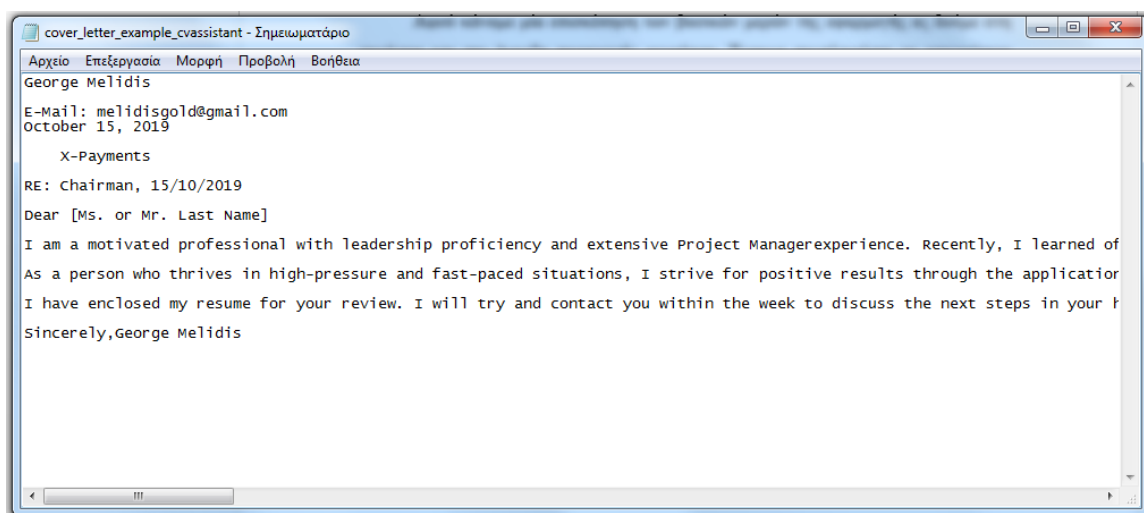 cover_letter_example_cvassistant - Σημειωματάριο
Αρχείο Επεξεργασία Μορφή Προβολή Βοήθεια
George Melidis
E-Mail: melidisgold@gmail.com
October 15, 2019
X-Payments
RE: Chairman, 15/10/2019
Dear [Ms. or Mr. Last Name]
I am a motivated professional with leadership proficiency and extensive Project Managerexperience. Recently, I learned of
As a person who thrives in high-pressure and fast-paced situations, I strive for positive results through the application
I have enclosed my resume for your review. I will try and contact you within the week to discuss the next steps in your h
Sincerely,George Melidis